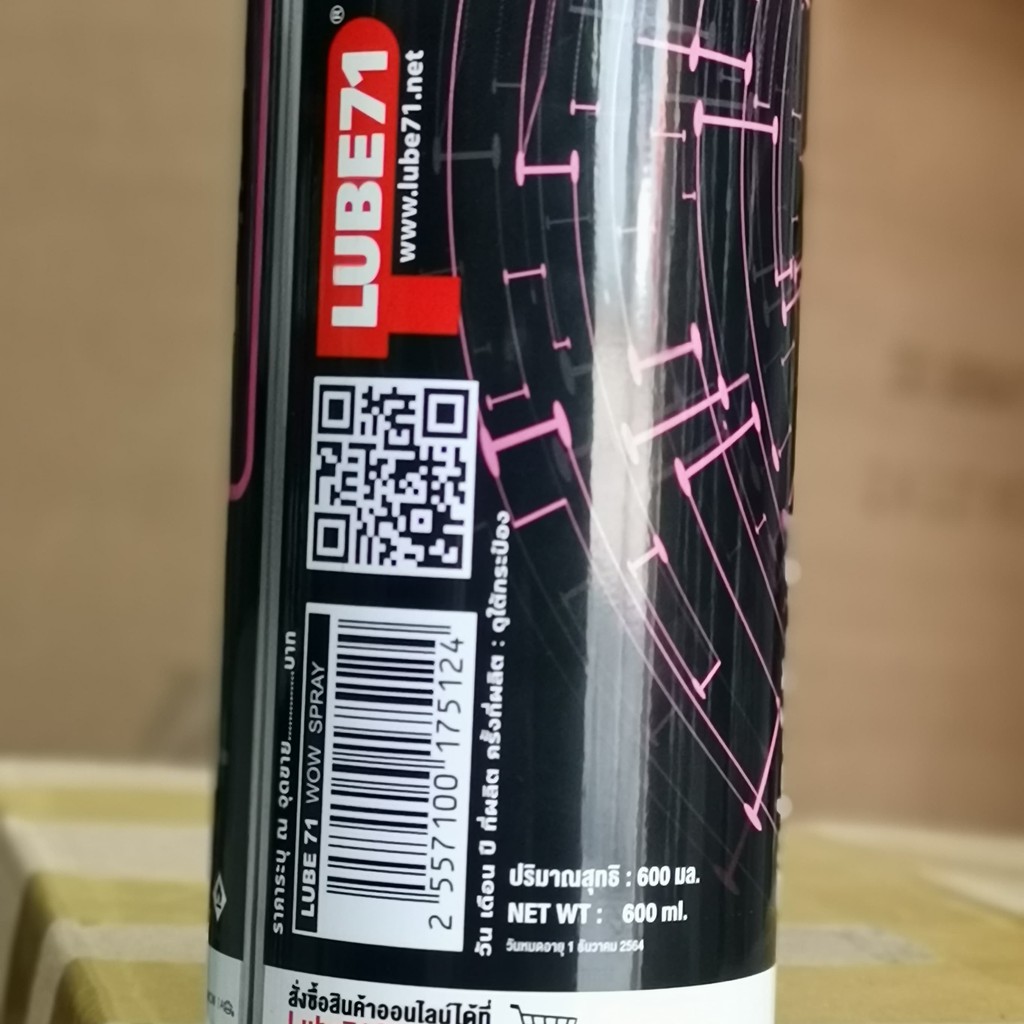 LUBE71®
www.lube71.net
ราคาระบุ ณ จุดขาย...............บาท
LUBE 71 WOW SPRAY
2 557100 175124
วัน เดือน ปี ที่ผลิต ครั้งที่ผลิต : ดูใต้กระป๋อง
ปริมาณสุทธิ : 600 มล.
NET WT : 600 ml.
วันหมดอายุ 1 ธันวาคม 2564
สั่งซื้อสินค้าออนไลน์ได้ที่